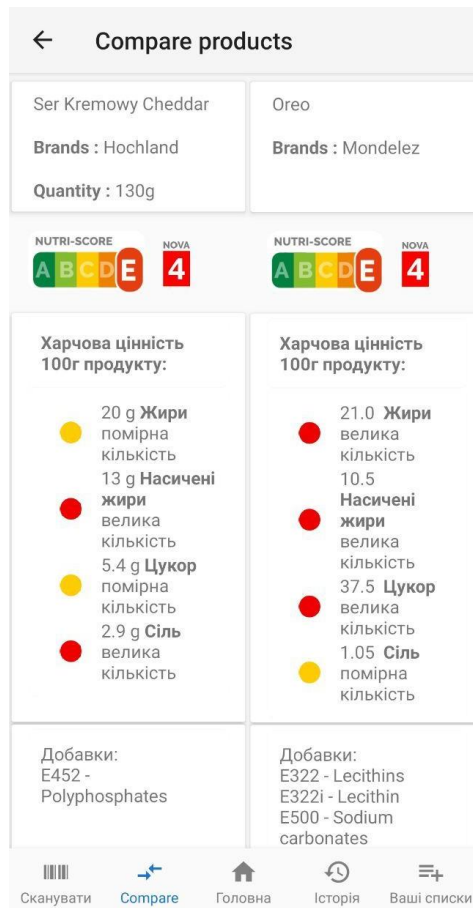 Compare products
Ser Kremowy Cheddar
Brands : Hochland
Quantity : 130g
Oreo
Brands : Mondelez
NUTRI-SCORE
A B C D E
NOVA
4
NUTRI-SCORE
A B C D E
NOVA
4
Харчова цінність
100г продукту:
20 g Жири
помірна
кількість
13 g Насичені
жири
велика
кількість
5.4 g Цукор
помірна
кількість
2.9 g Сіль
велика
кількість
Харчова цінність
100г продукту:
21.0 Жири
велика
кількість
10.5
Насичені
жири
велика
кількість
37.5 Цукор
велика
кількість
1.05 Сіль
помірна
кількість
Добавки:
E452 -
Polyphosphates
Добавки:
E322 - Lecithins
E322i - Lecithin
E500 - Sodium
carbonates
Сканувати
Compare
Головна
Історія
Ваші списки